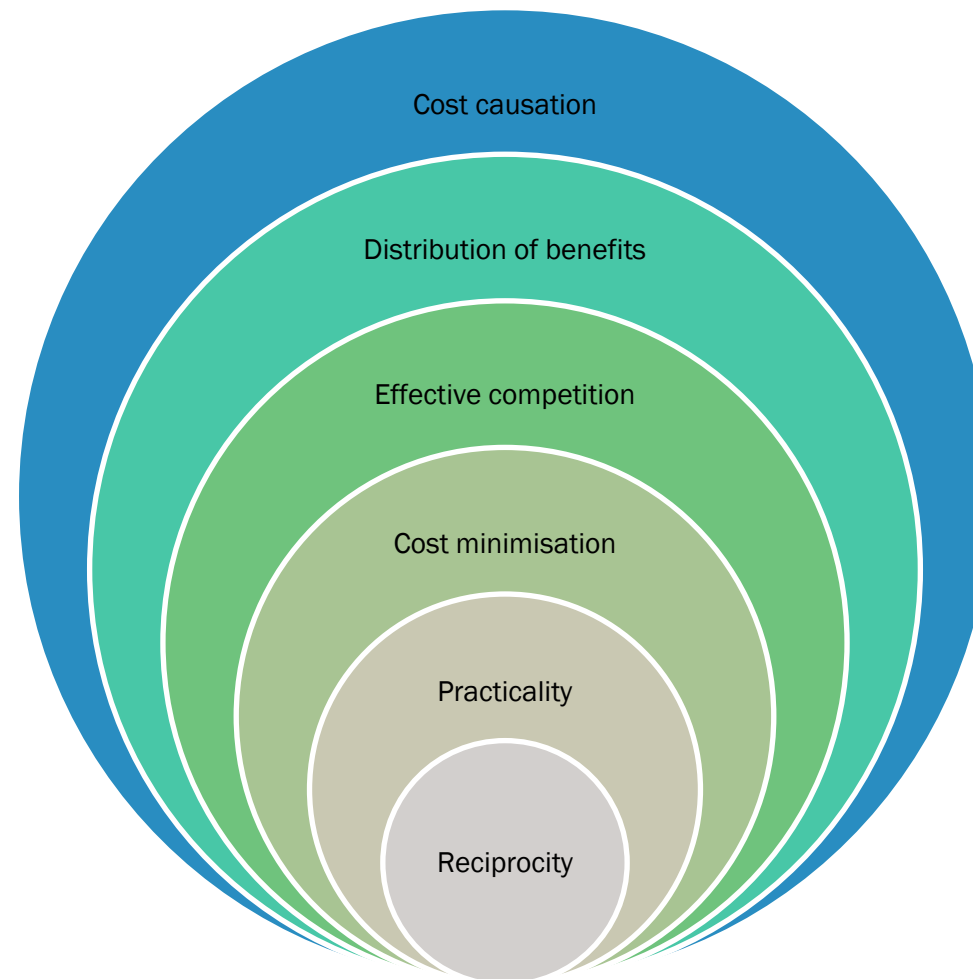 Cost causation
Distribution of benefits
Effective competition
Cost minimisation
Practicality
Reciprocity